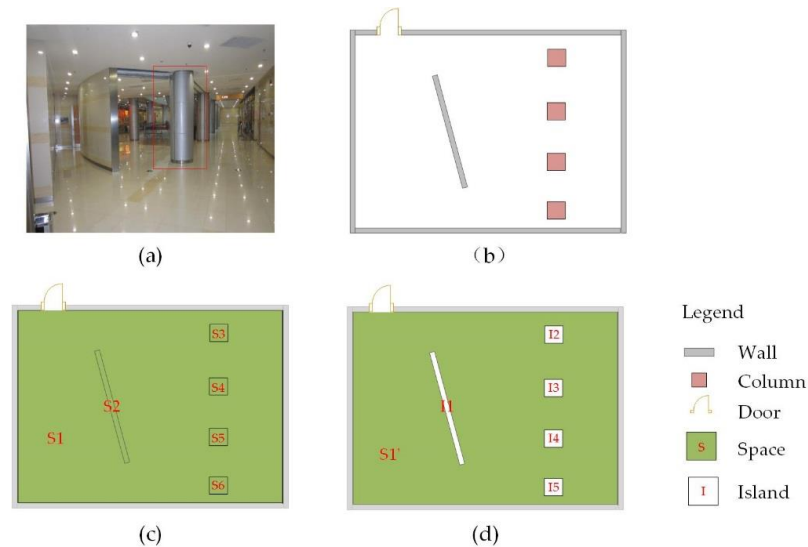 (a)
（b）
S1
S2
S3
S4
S5
S6
(c)
S1'
I1
I2
I3
I4
I5
(d)
Legend
Wall
Column
Door
S Space
I Island